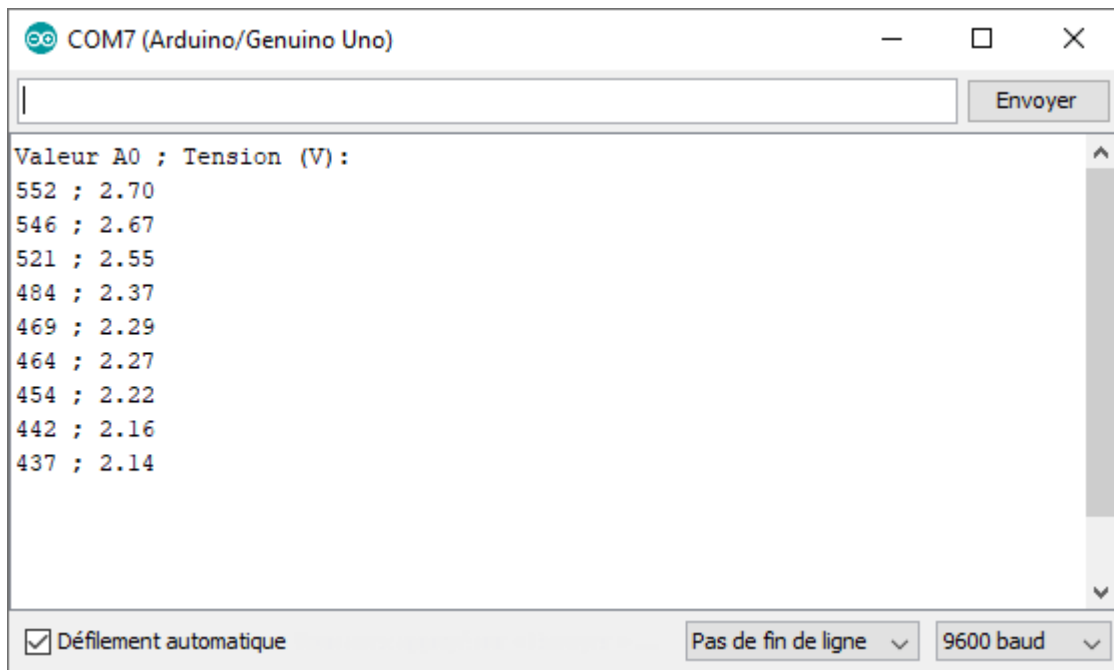 COM7 (Arduino/Genuino Uno)
Envoyer
Valeur A0 ; Tension (V):
552 ; 2.70
546 ; 2.67
521 ; 2.55
484 ; 2.37
469 ; 2.29
464 ; 2.27
454 ; 2.22
442 ; 2.16
437 ; 2.14
Défilement automatique Pas de fin de ligne 9600 baud